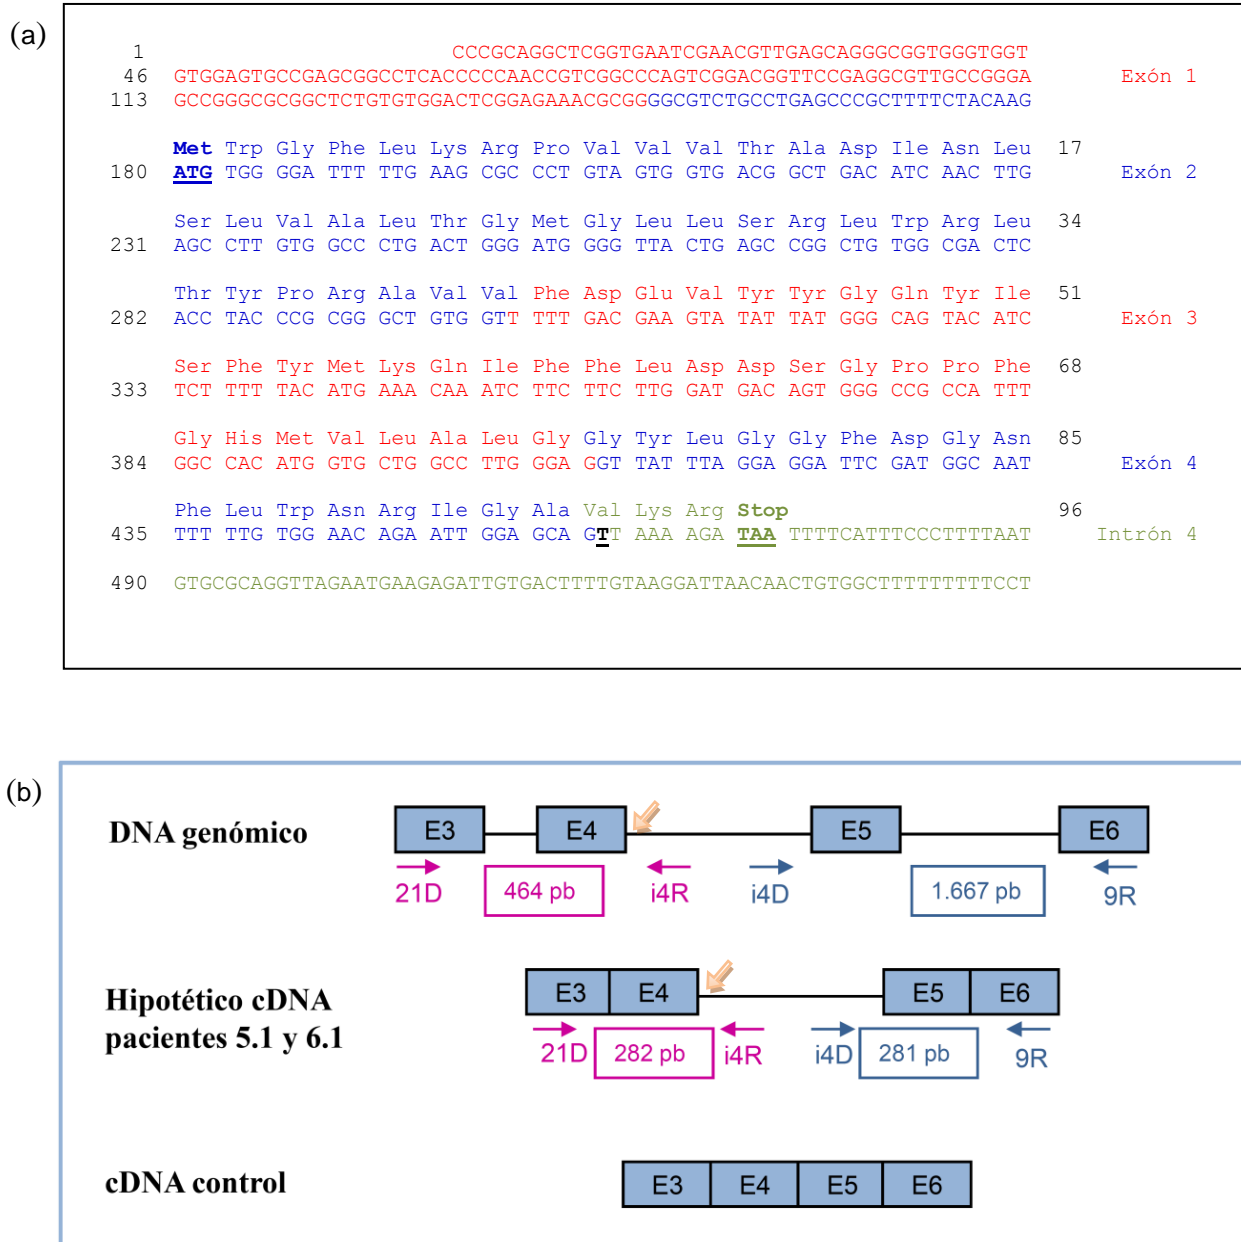 (a)
1 CCCGCAGGCTCGGTGAATCGAACGTTGAGCAGGGCGGTGGGTGGT
46 GTGGAGTGCCGAGCGGCCTCACCCCCAACCGTCGGCCCAGTCGGACGGTTCCGAGGCGTTGCCGGGA Exón 1
113 GCCGGGCGCGGCTCTGTGTGGACTCGGAGAAACGCGGGGCGTCTGCCTGAGCCCGCTTTTCTACAAG
Met Trp Gly Phe Leu Lys Arg Pro Val Val Thr Ala Asp Ile Asn Leu 17
180 ATG TGG GGA TTT TTG AAG CGC CCT GTA GTG GTG ACG GCT GAC ATC AAC TTG Exón 2
Ser Leu Val Ala Leu Thr Gly Met Gly Leu Leu Ser Arg Leu Trp Arg Leu 34
231 AGC CTT GTG GCC CTG ACT GGG ATG GGG TTA CTG AGC CGG CTG TGG CGA CTC
Thr Tyr Pro Arg Ala Val Val Phe Asp Glu Val Tyr Tyr Gly Gln Tyr Ile 51
282 ACC TAC CCG CGG GCT GTG GTT TTT GAC GAA GTA TAT TAT GGG CAG TAC ATC Exón 3
Ser Phe Tyr Met Lys Gln Ile Phe Phe Leu Asp Asp Ser Gly Pro Pro Phe 68
333 TCT TTT TAC ATG AAA CAA ATC TTC TTC TTG GAT GAC AGT GGG CCG CCA TTT
Gly His Met Val Leu Ala Leu Gly Gly Tyr Leu Gly Gly Phe Asp Gly Asn 85
384 GGC CAC ATG GTG CTG GCC TTG GGA GGT TAT TTA GGA GGA TTC GAT GGC AAT Exón 4
Phe Leu Trp Asn Arg Ile Gly Ala Val Lys Arg Stop 96
435 TTT TTG TGG AAC AGA ATT GGA GCA GTT AAA AGA TAA TTTTCATTTCCCTTTTAAT Intrón 4
490 GTGCGCAGGTTAGAATGAAGAGATTGTGACTTTTGTAAGGATTAACAACTGTGGCTTTTTTTTTCCT
(b)
DNA genómico E3 E4 E5 E6
21D 464 pb i4R i4D 1.667 pb 9R
Hipotético cDNA E3 E4 E5 E6
pacientes 5.1 y 6.1
21D 282 pb i4R i4D 281 pb 9R
cDNA control E3 E4 E5 E6